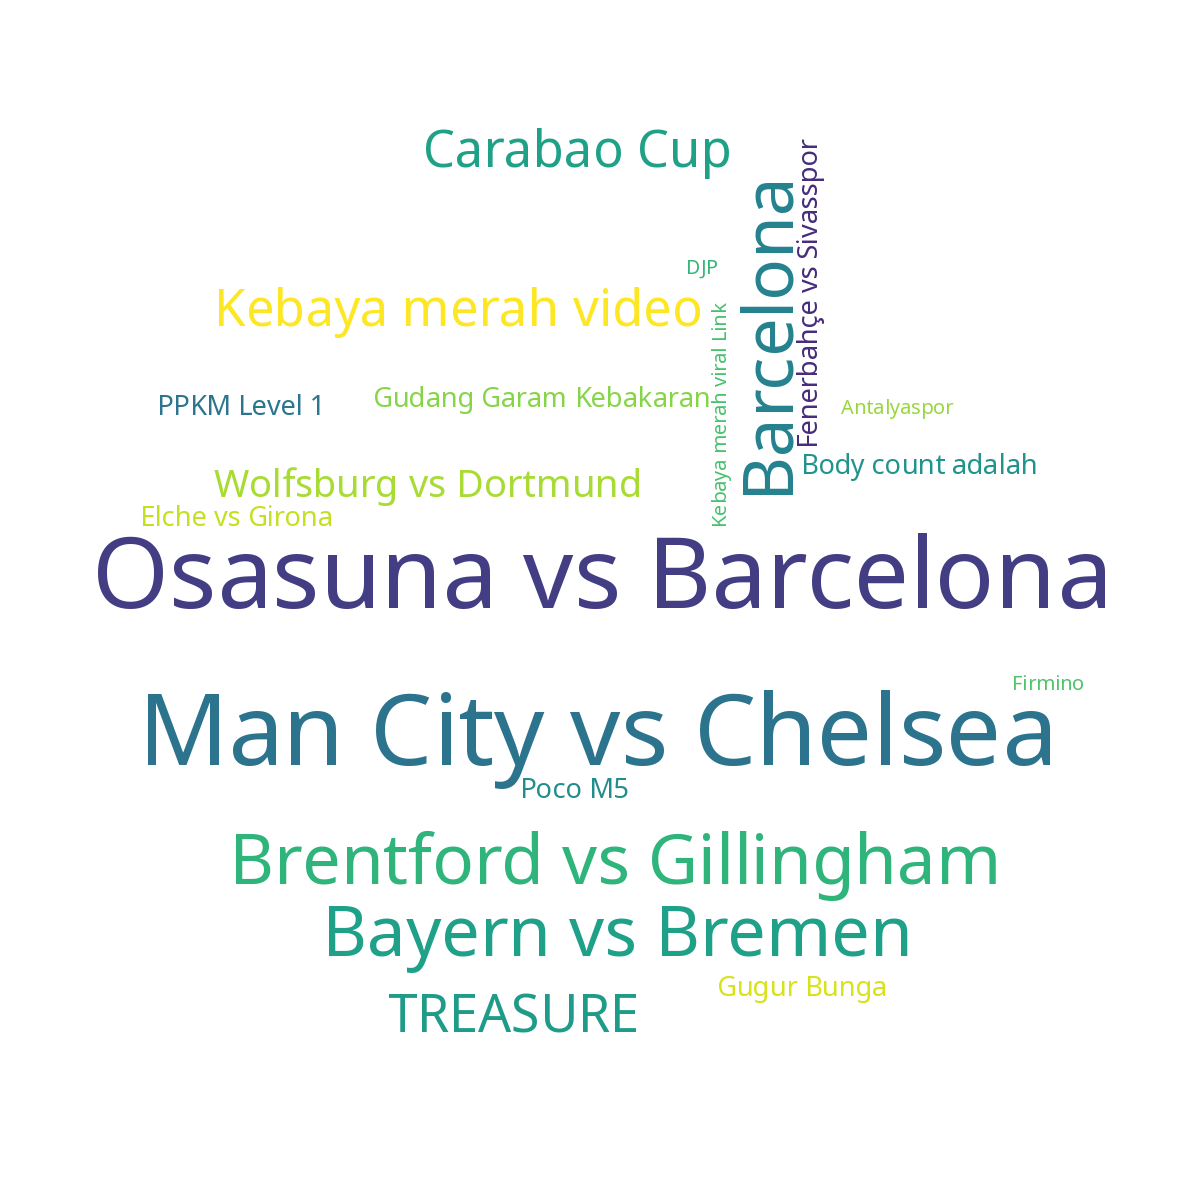 Carabao Cup
Barcelona
Fenerbahçe vs Sivasspor
DJP
Kebaya merah video
Kebaya merah viral Link
PPKM Level 1
Gudang Garam Kebakaran
Antalyaspor
Body count adalah
Wolfsburg vs Dortmund
Elche vs Girona
Osasuna vs Barcelona
Firmino
Man City vs Chelsea
Poco M5
Brentford vs Gillingham
Bayern vs Bremen
Gugur Bunga
TREASURE